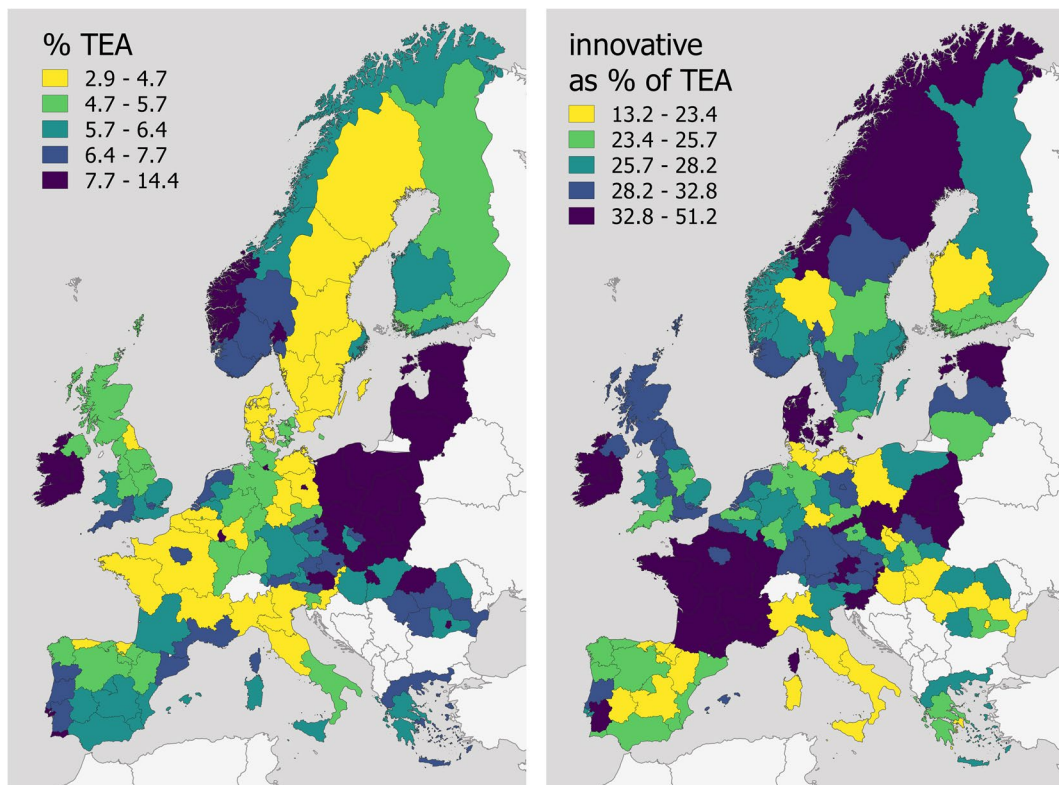 % TEA
2.9 - 4.7
4.7 - 5.7
5.7 - 6.4
6.4 - 7.7
7.7 - 14.4
innovative
as % of TEA
13.2 - 23.4
23.4 - 25.7
25.7 - 28.2
28.2 - 32.8
32.8 - 51.2